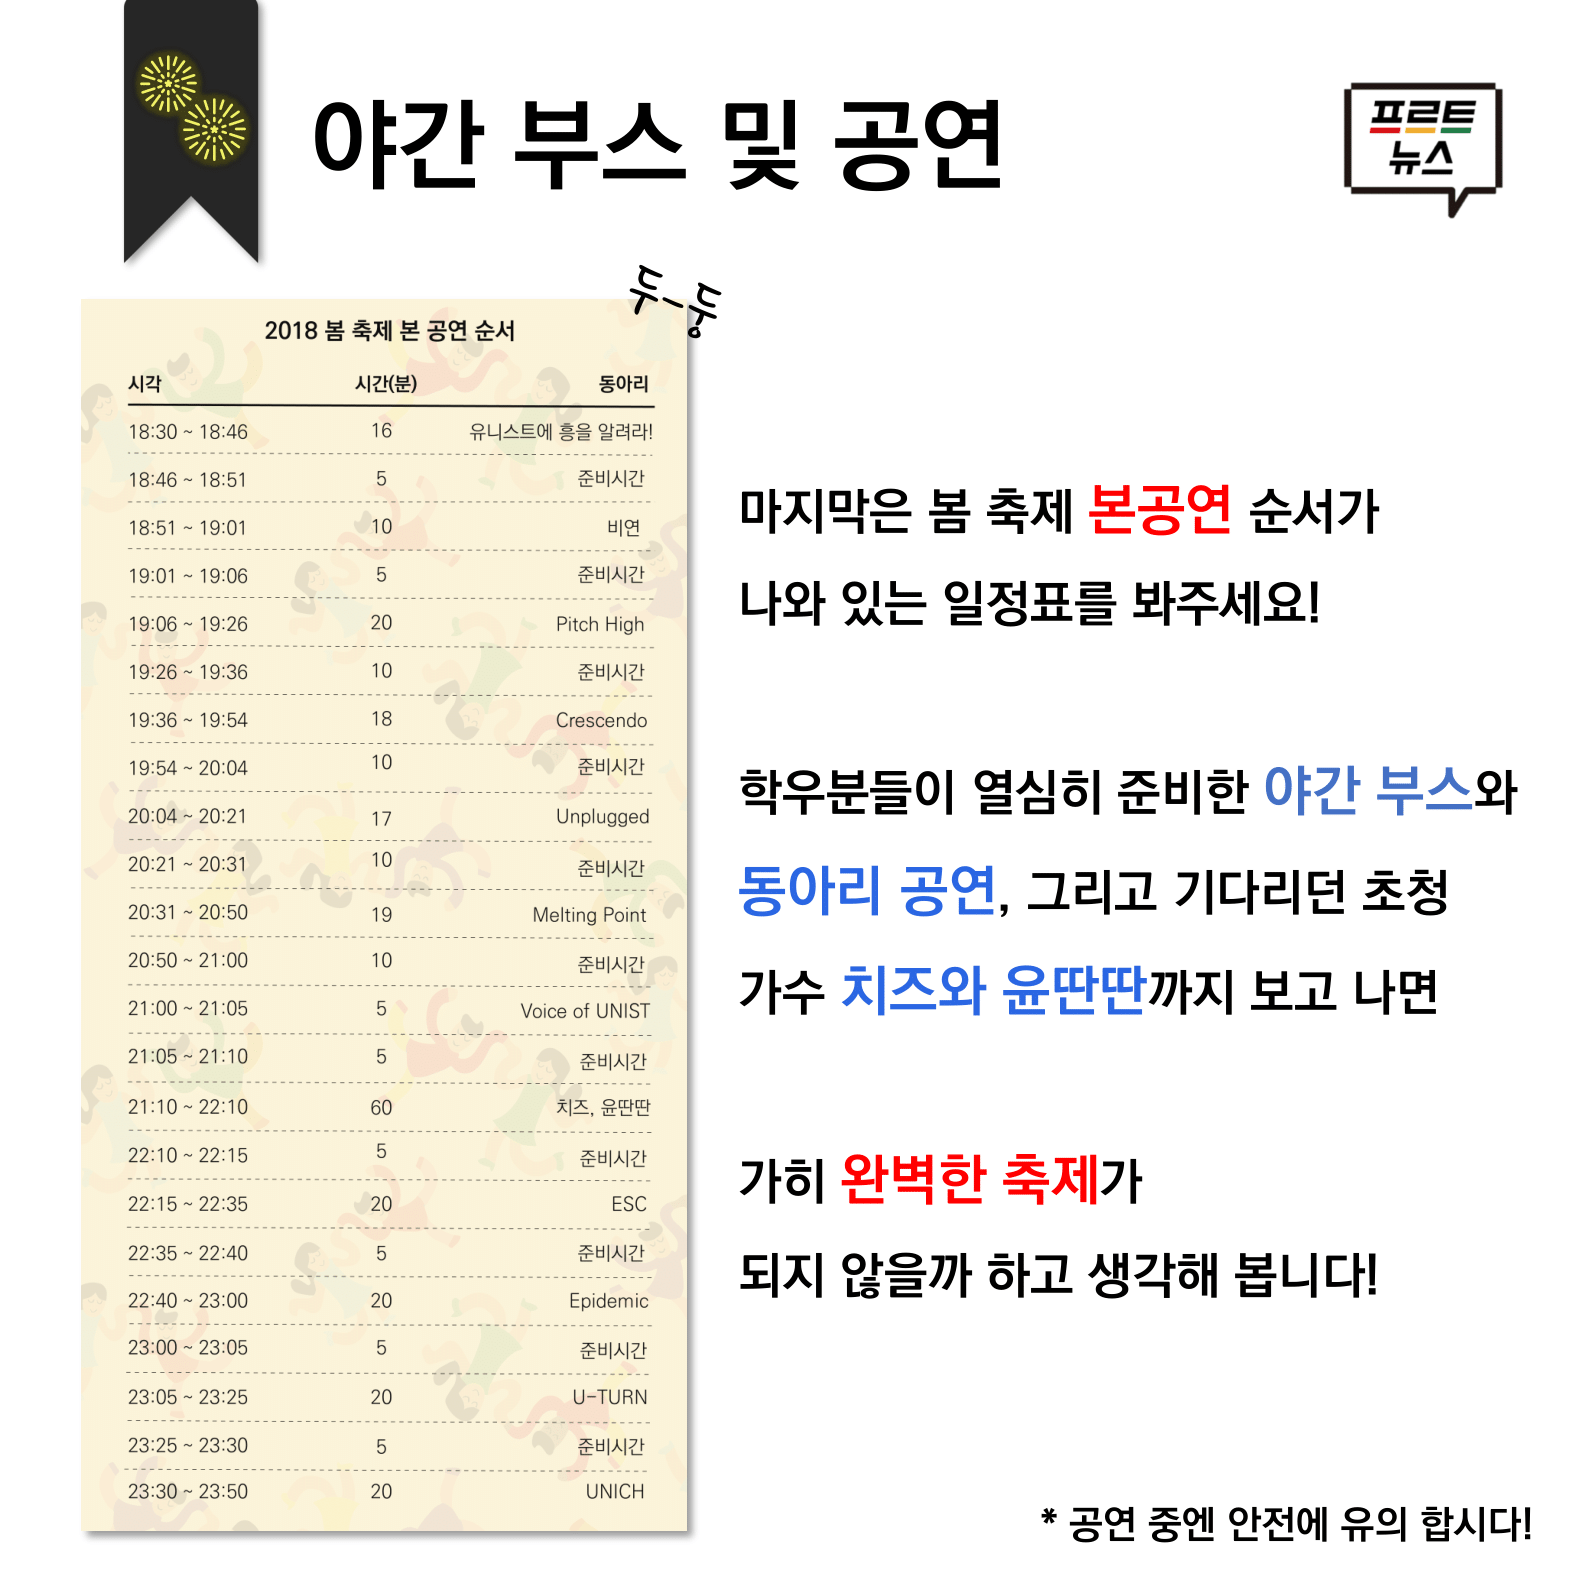 야간 부스 및 공연
프론트
뉴스
두-둥
2018 봄 축제 본 공연 순서
시각 시간(분) 동아리
18:30 ~ 18:46 16 유니스트에 흥을 알려라!
18:46 ~ 18:51 5 준비시간
18:51 ~ 19:01 10 비연
19:01 ~ 19:06 5 준비시간
19:06 ~ 19:26 20 Pitch High
19:26 ~ 19:36 10 준비시간
19:36 ~ 19:54 18 Crescendo
19:54 ~ 20:04 10 준비시간
20:04 ~ 20:21 17 Unplugged
20:21 ~ 20:31 10 준비시간
20:31 ~ 20:50 19 Melting Point
20:50 ~ 21:00 10 준비시간
21:00 ~ 21:05 5 Voice of UNIST
21:05 ~ 21:10 5 준비시간
21:10 ~ 22:10 60 치즈, 윤딴딴
22:10 ~ 22:15 5 준비시간
22:15 ~ 22:35 20 ESC
22:35 ~ 22:40 5 준비시간
22:40 ~ 23:00 20 Epidemic
23:00 ~ 23:05 5 준비시간
23:05 ~ 23:25 20 U-TURN
23:25 ~ 23:30 5 준비시간
23:30 ~ 23:50 20 UNICH
마지막은 봄 축제 본공연 순서가
나와 있는 일정표를 봐주세요!
학우분들이 열심히 준비한 야간 부스와
동아리 공연, 그리고 기다리던 초청
가수 치즈와 윤딴딴까지 보고 나면
가히 완벽한 축제가
되지 않을까 하고 생각해 봅니다!
* 공연 중엔 안전에 유의 합시다!